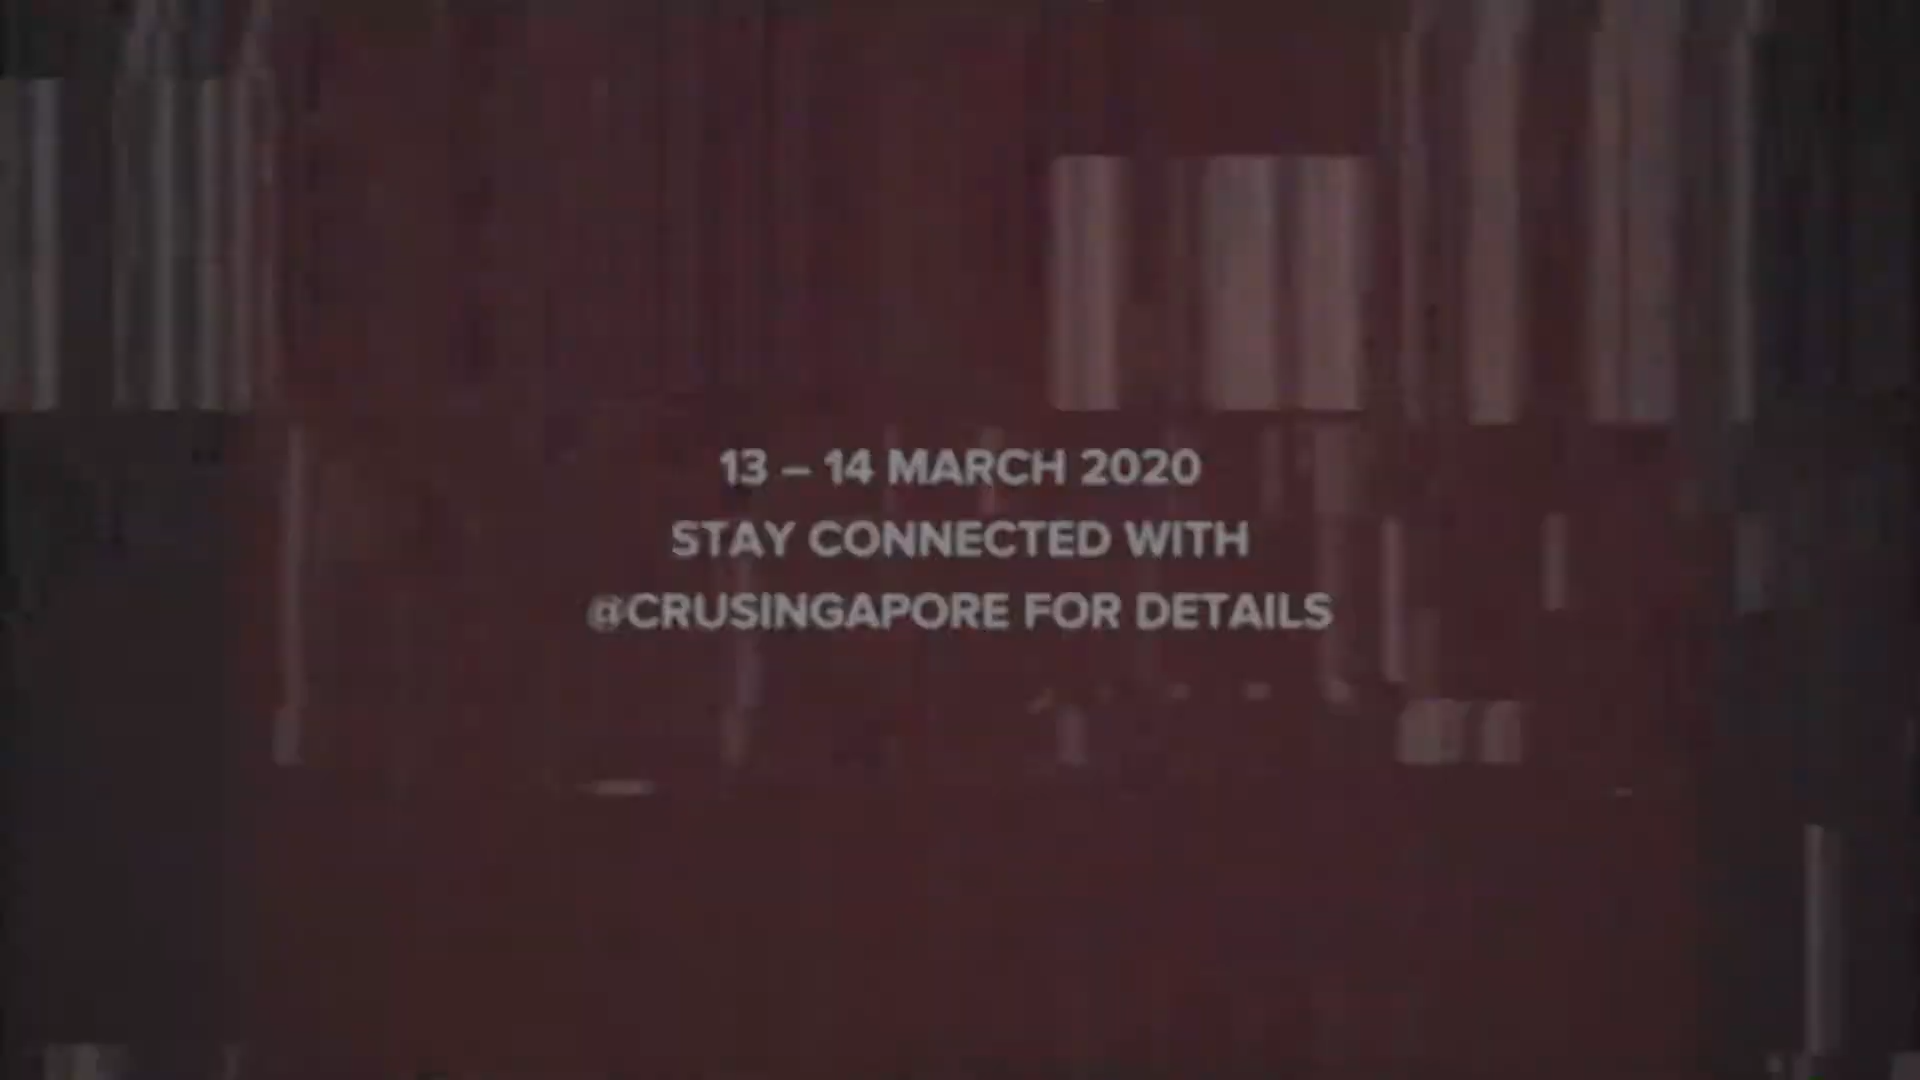 13 – 14 MARCH 2020
STAY CONNECTED WITH
@CRUSINGAPORE FOR DETAILS